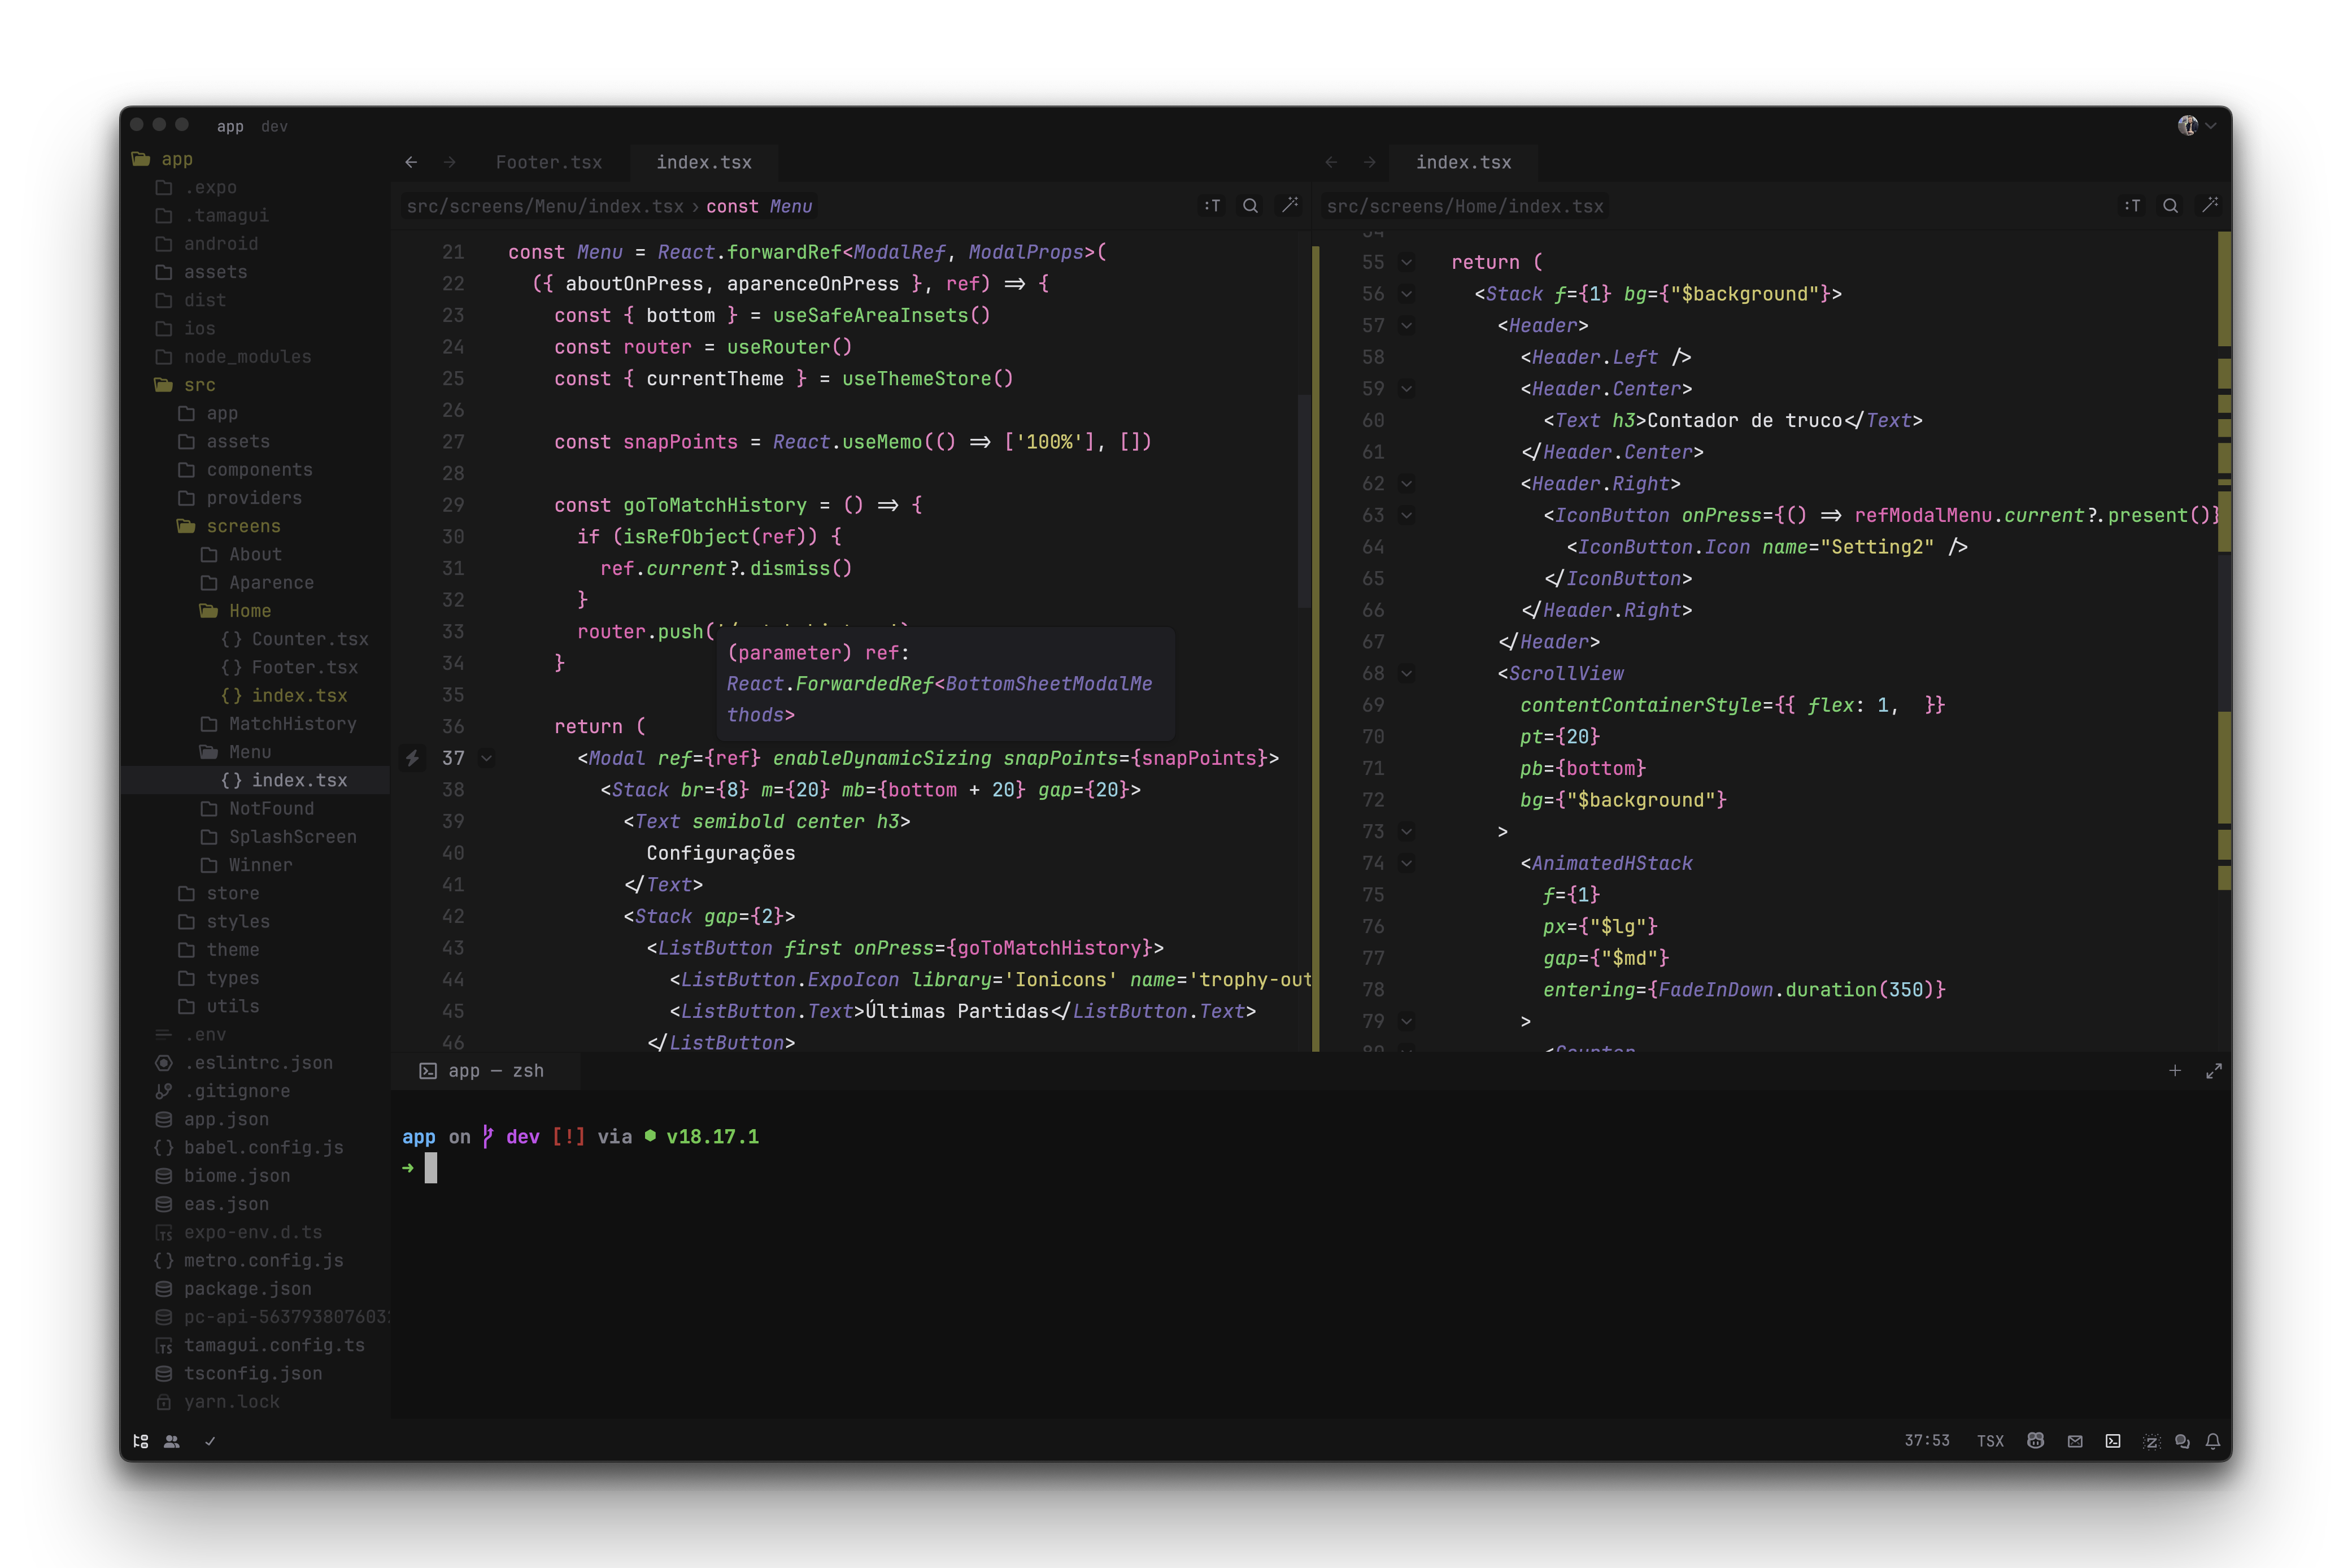 app dev
app
.expo
.tamagui
android
assets
dist
ios
node_modules
src
app
assets
components
providers
screens
About
Aparence
Home
Counter.tsx
Footer.tsx
index.tsx
MatchHistory
Menu
index.tsx
NotFound
SplashScreen
Winner
store
styles
theme
types
utils
.env
.eslintrc.json
.gitignore
app.json
babel.config.js
biome.json
eas.json
expo-env.d.ts
metro.config.js
package.json
pc-api-563793807603
tamagui.config.ts
tsconfig.json
yarn.lock
← → Footer.tsx index.tsx
src/screens/Menu/index.tsx › const Menu :T
21 const Menu = React.forwardRef<ModalRef, ModalProps>(
22 ({ aboutOnPress, aparenceOnPress }, ref) => {
23 const { bottom } = useSafeAreaInsets()
24 const router = useRouter()
25 const { currentTheme } = useThemeStore()
26
27 const snapPoints = React.useMemo(() => ['100%'], [])
28
29 const goToMatchHistory = () => {
30 if (isRefObject(ref)) {
31 ref.current?.dismiss()
32 }
33 router.push(
34 }
35
(parameter) ref:
React.ForwardedRef<BottomSheetModalMe
thods>
36 return (
37 <Modal ref={ref} enableDynamicSizing snapPoints={snapPoints}>
38 <Stack br={8} m={20} mb={bottom + 20} gap={20}>
39 <Text semibold center h3>
40 Configurações
41 </Text>
42 <Stack gap={2}>
43 <ListButton first onPress={goToMatchHistory}>
44 <ListButton.ExpoIcon library='Ionicons' name='trophy-out
45 <ListButton.Text>Últimas Partidas</ListButton.Text>
46 </ListButton>
← → index.tsx
src/screens/Home/index.tsx :T
55 return (
56 <Stack f={1} bg={"$background"}>
57 <Header>
58 <Header.Left />
59 <Header.Center>
60 <Text h3>Contador de truco</Text>
61 </Header.Center>
62 <Header.Right>
63 <IconButton onPress={() => refModalMenu.current?.present()}
64 <IconButton.Icon name="Setting2" />
65 </IconButton>
66 </Header.Right>
67 </Header>
68 <ScrollView
69 contentContainerStyle={{ flex: 1,  }}
70 pt={20}
71 pb={bottom}
72 bg={"$background"}
73 >
74 <AnimatedHStack
75 f={1}
76 px={"$lg"}
77 gap={"$md"}
78 entering={FadeInDown.duration(350)}
79 >
app — zsh
app on dev [!] via v18.17.1
➜
37:53 TSX